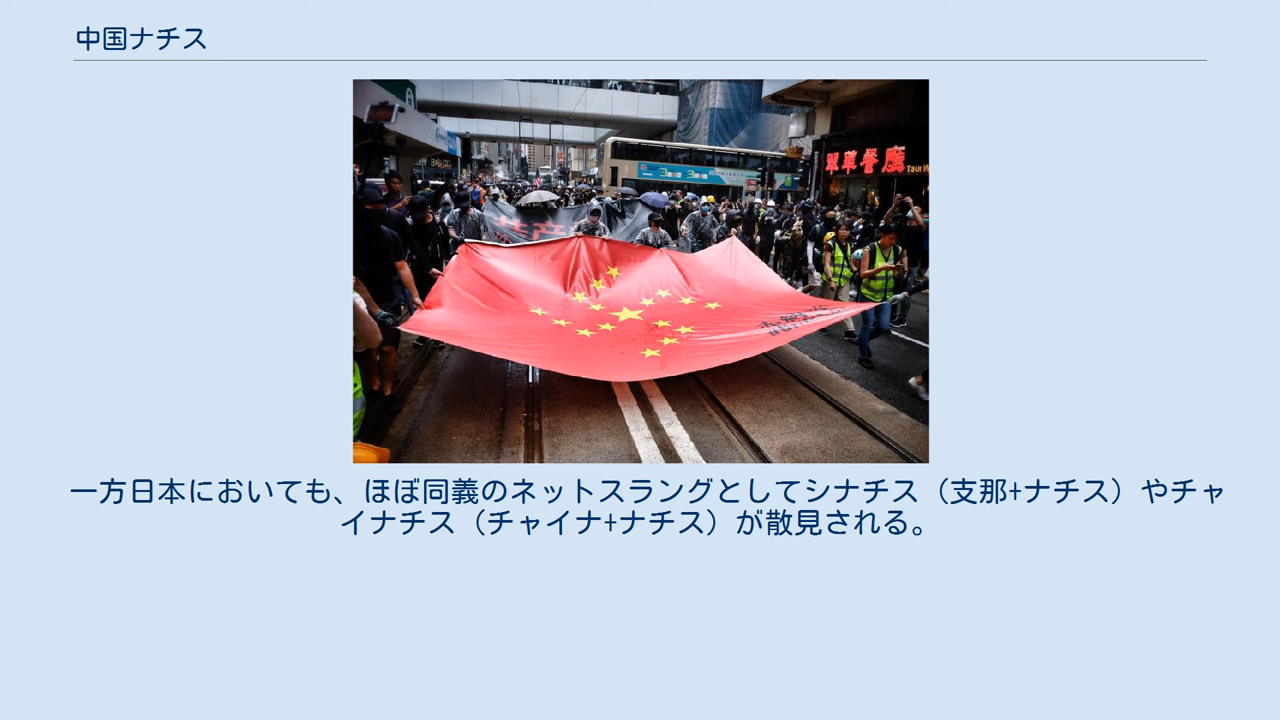 中国ナチス
翠華餐廳
Tsui W
共产
一方日本においても、ほぼ同義のネットスラングとしてシナチス（支那+ナチス）やチャ
イナチス（チャイナ+ナチス）が散見される。